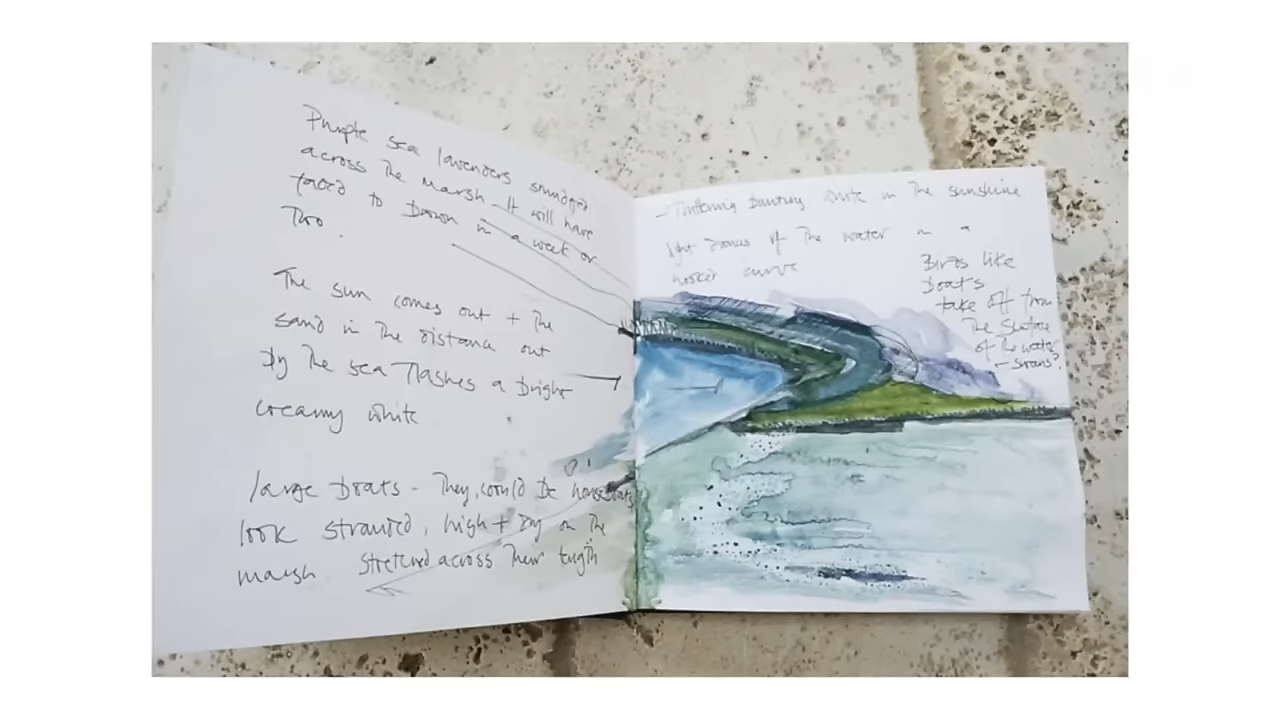 Purple sea lavenders smudged
across the marsh - It will have
faded to brown in a week or
two.
The sun comes out + the
sand in the distance out
by the sea flashes a bright
creamy white
large boats - They could be houseboats
look stranded, high + dry on the
marsh stretched across their length
- white in the sunshine
light dances of the water in a
curve
Birds like
boats
take off from
the surface
of the water
- swans?